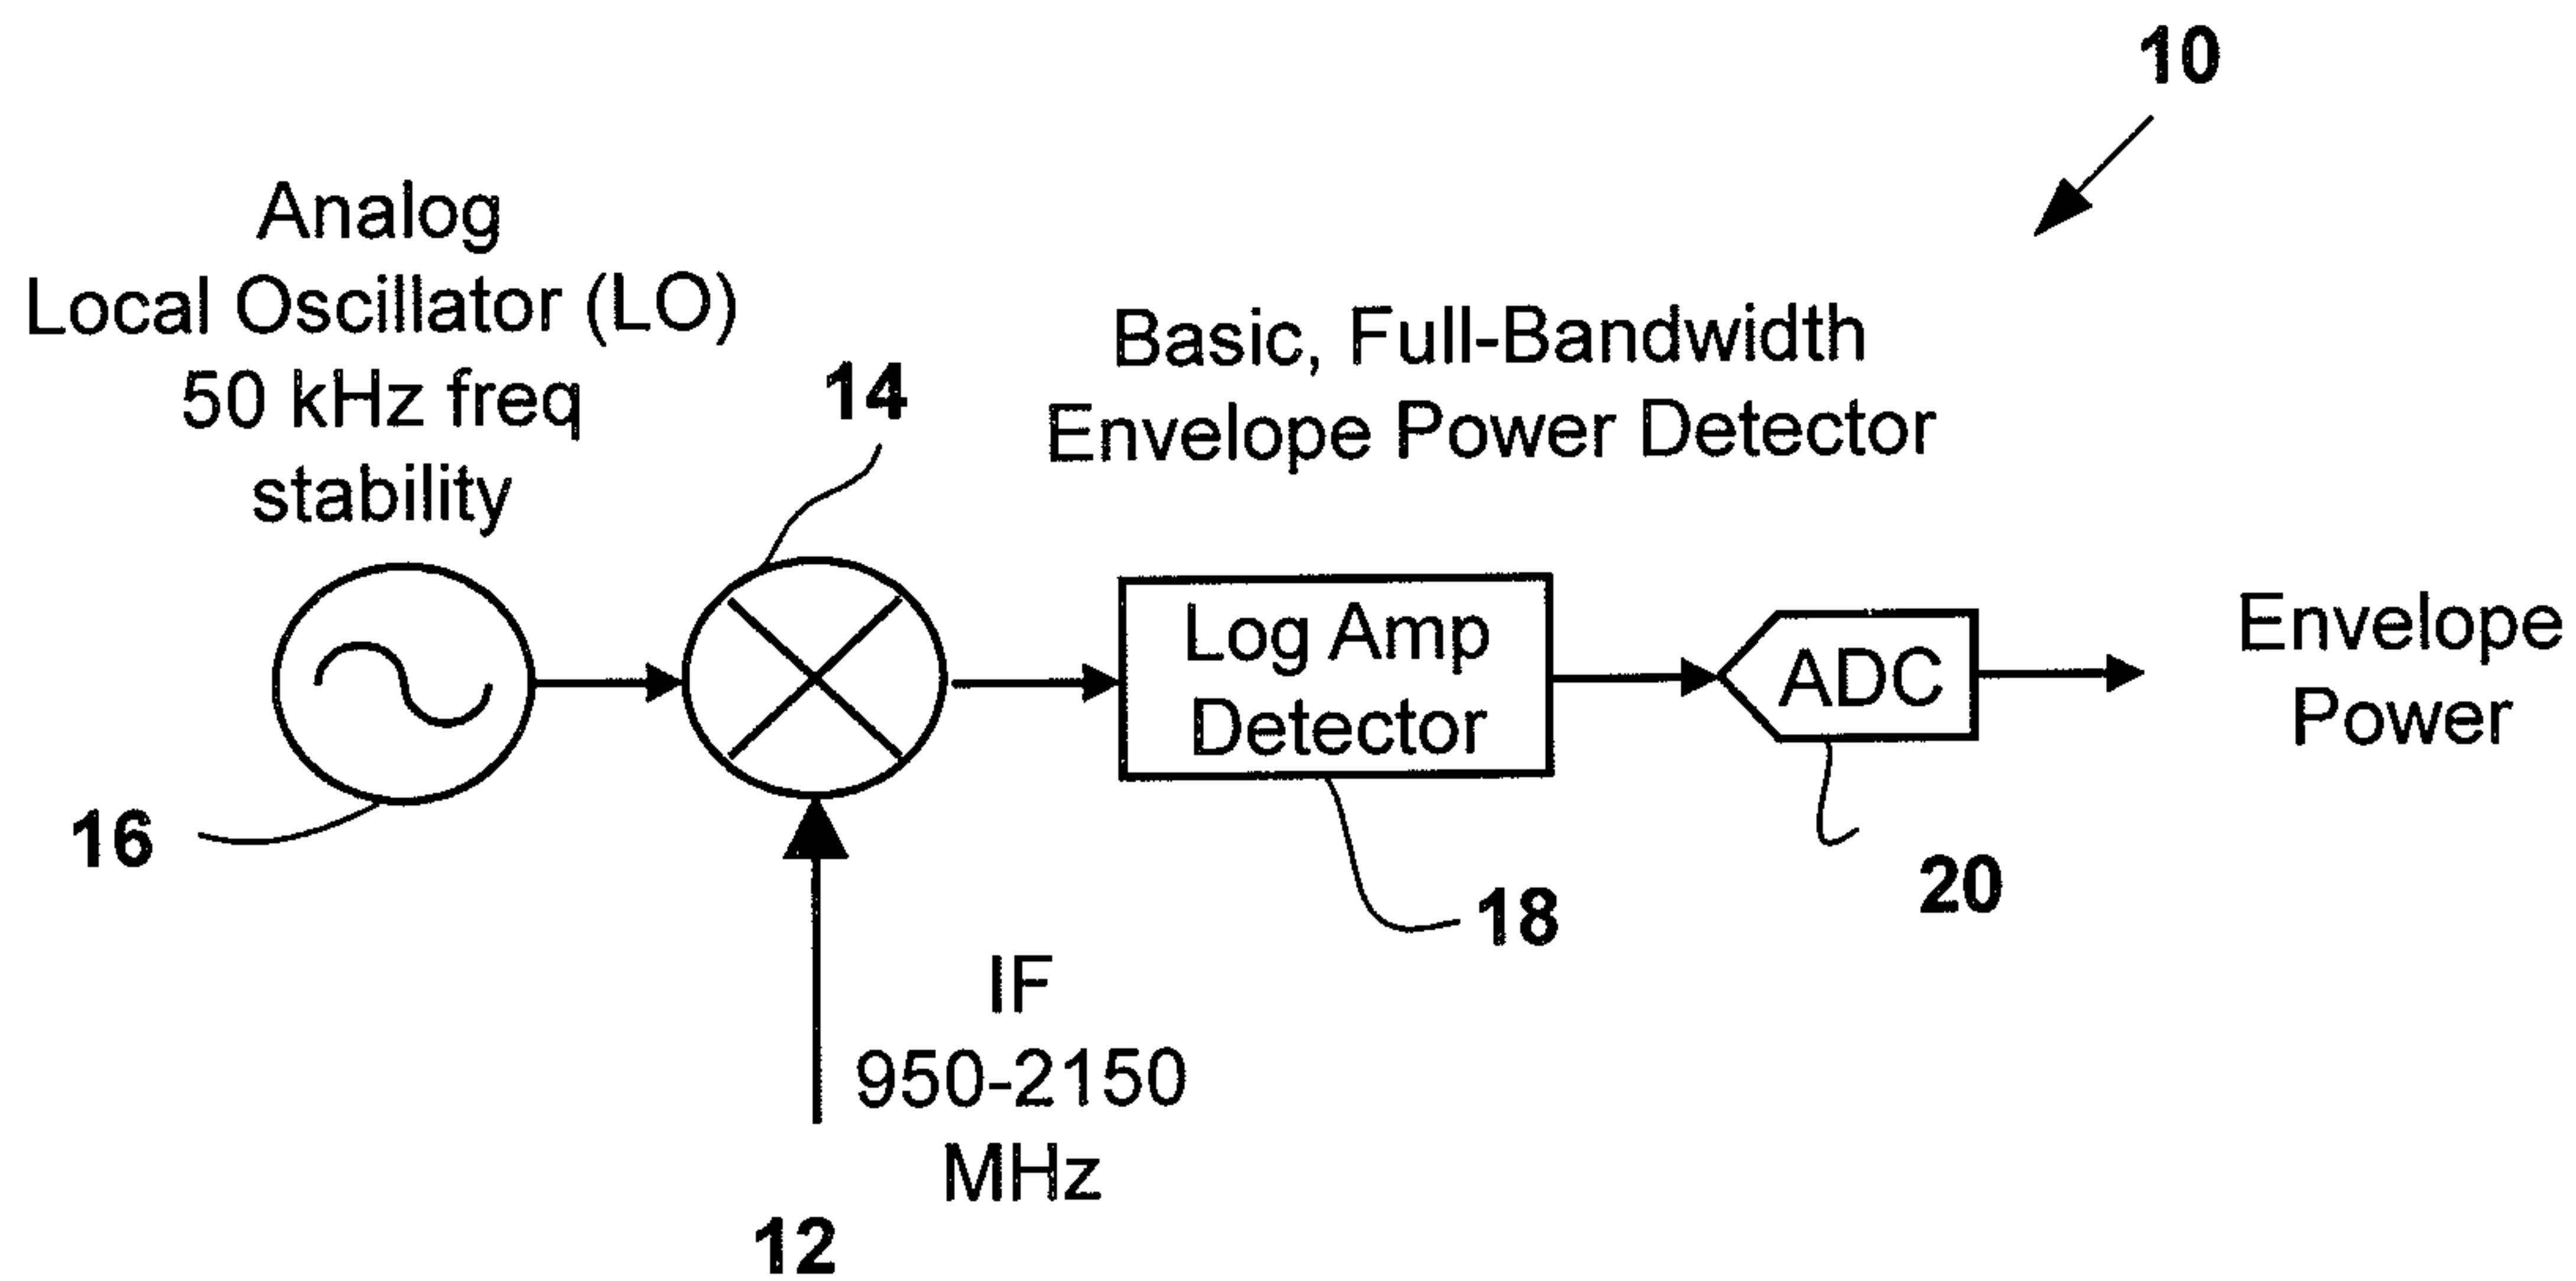 10
Analog
Local Oscillator (LO)
50 kHz freq
stability
14
Basic, Full-Bandwidth
Envelope Power Detector
Log Amp
Detector
ADC
Envelope
Power
16
18
20
IF
950-2150
MHz
12